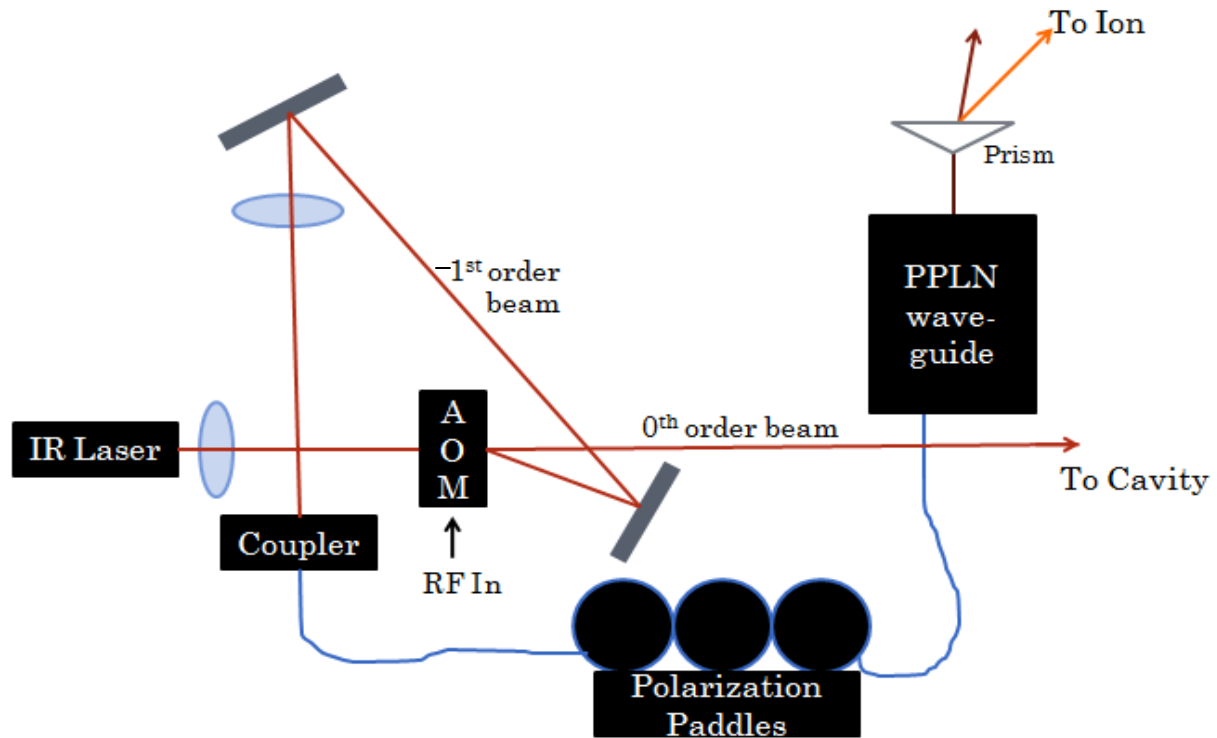 To Ion
Prism
−1st order
beam
PPLN
wave-
guide
A
O
M
0th order beam
IR Laser
To Cavity
Coupler
RF In
Polarization
Paddles